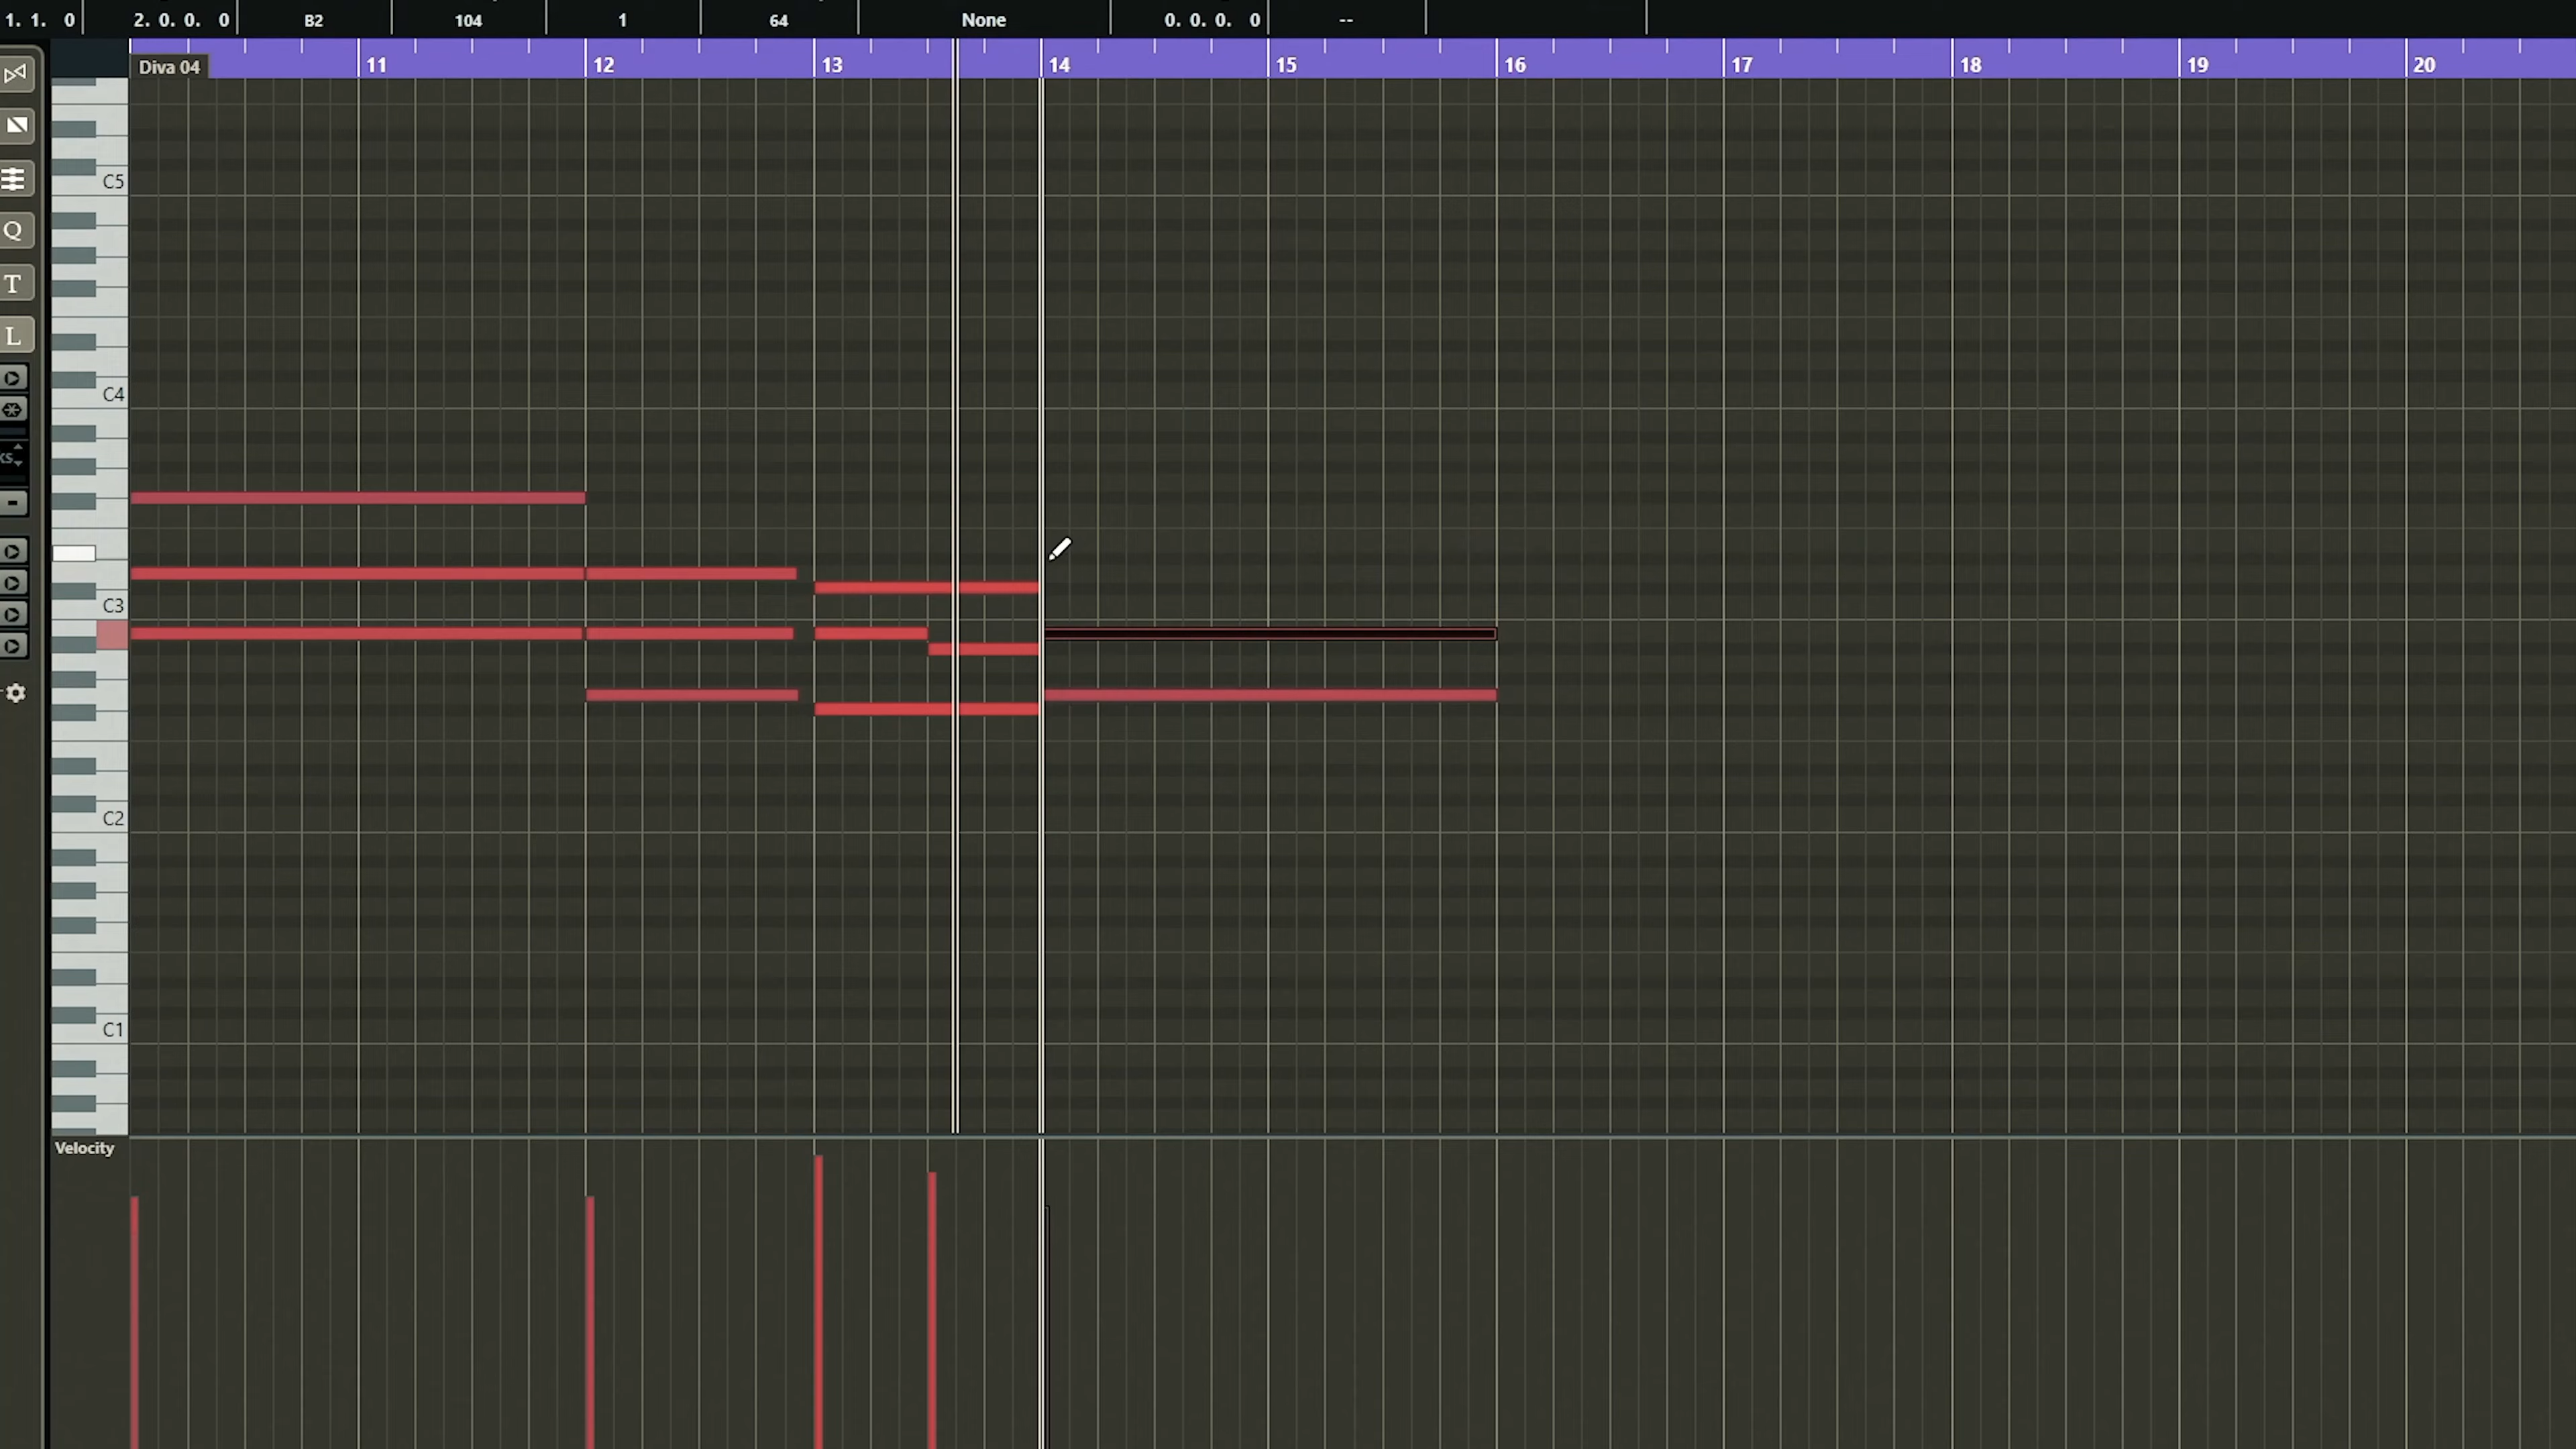 1. 1. 0 2. 0. 0. 0 B2 104 1 64 None 0. 0. 0. 0 --
Diva 04 11 12 13 14 15 16 17 18 19 20
C5
Q
T
L
C4
KS
C3
C2
C1
Velocity